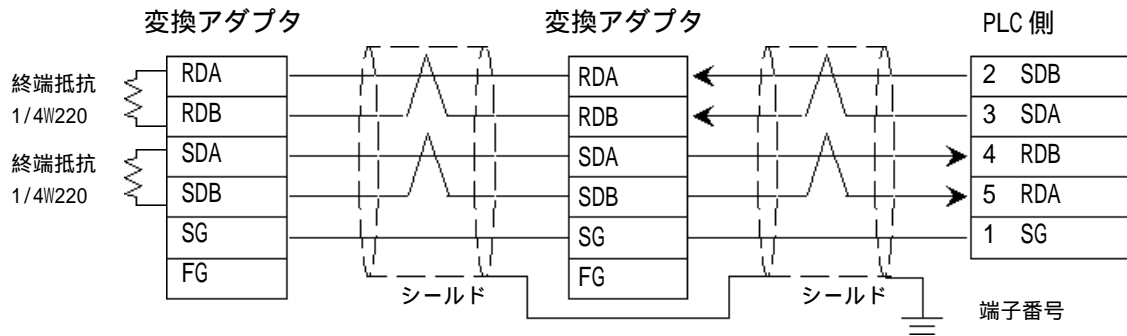 変換アダプタ 変換アダプタ PLC 側
終端抵抗
1/4W220
終端抵抗
1/4W220
RDA
RDB
SDA
SDB
SG
FG
シールド
RDA
RDB
SDA
SDB
SG
FG
シールド
2 SDB
3 SDA
4 RDB
5 RDA
1 SG
端子番号